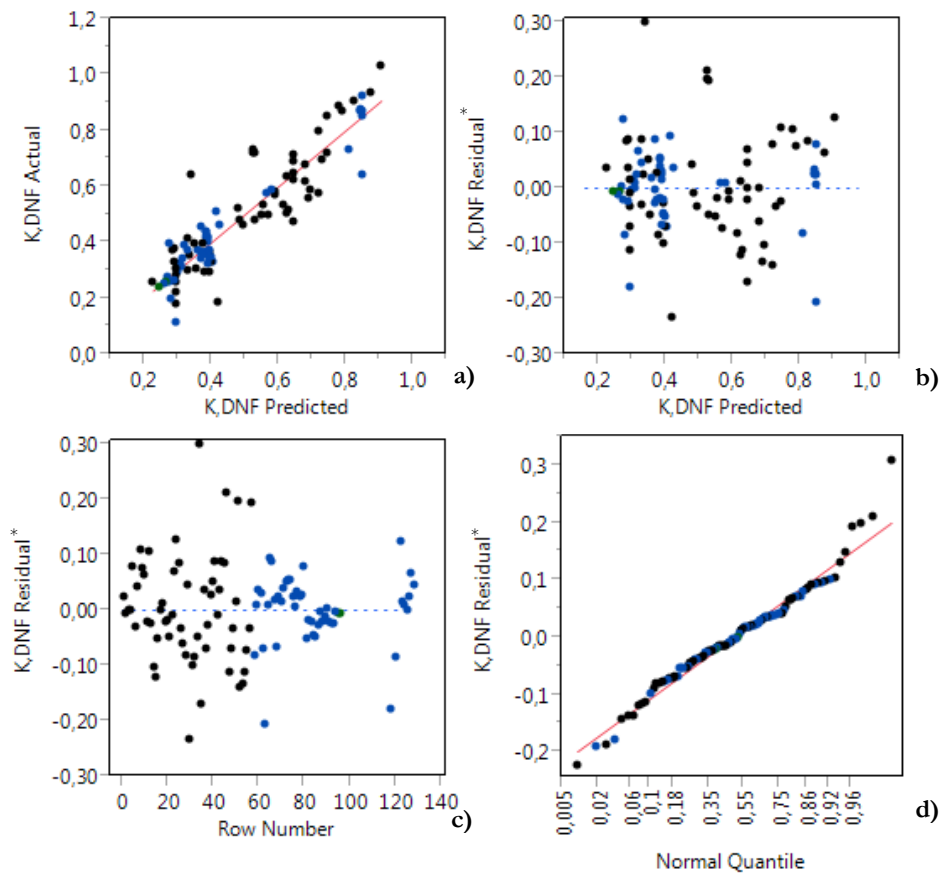 1,2
1,0
0,8
0,6
0,4
0,2
0,0
K,DNF Actual
0,2 0,4 0,6 0,8 1,0
K,DNF Predicted
a)
0,30
0,20
0,10
0,00
-0,10
-0,20
-0,30
K,DNF Residual*
0,2 0,4 0,6 0,8 1,0
K,DNF Predicted
b)
0,30
0,20
0,10
0,00
-0,10
-0,20
-0,30
K,DNF Residual*
0 20 40 60 80 100 120 140
Row Number
c)
0,3
0,2
0,1
0,0
-0,1
-0,2
K,DNF Residual*
0,005 0,02 0,06 0,1 0,18 0,35 0,55 0,75 0,86 0,92 0,96
Normal Quantile
d)